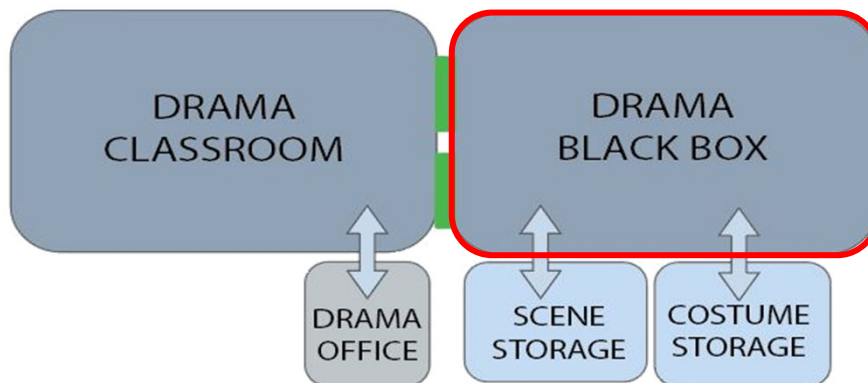 DRAMA
CLASSROOM
DRAMA
BLACK BOX
DRAMA
OFFICE
SCENE
STORAGE
COSTUME
STORAGE